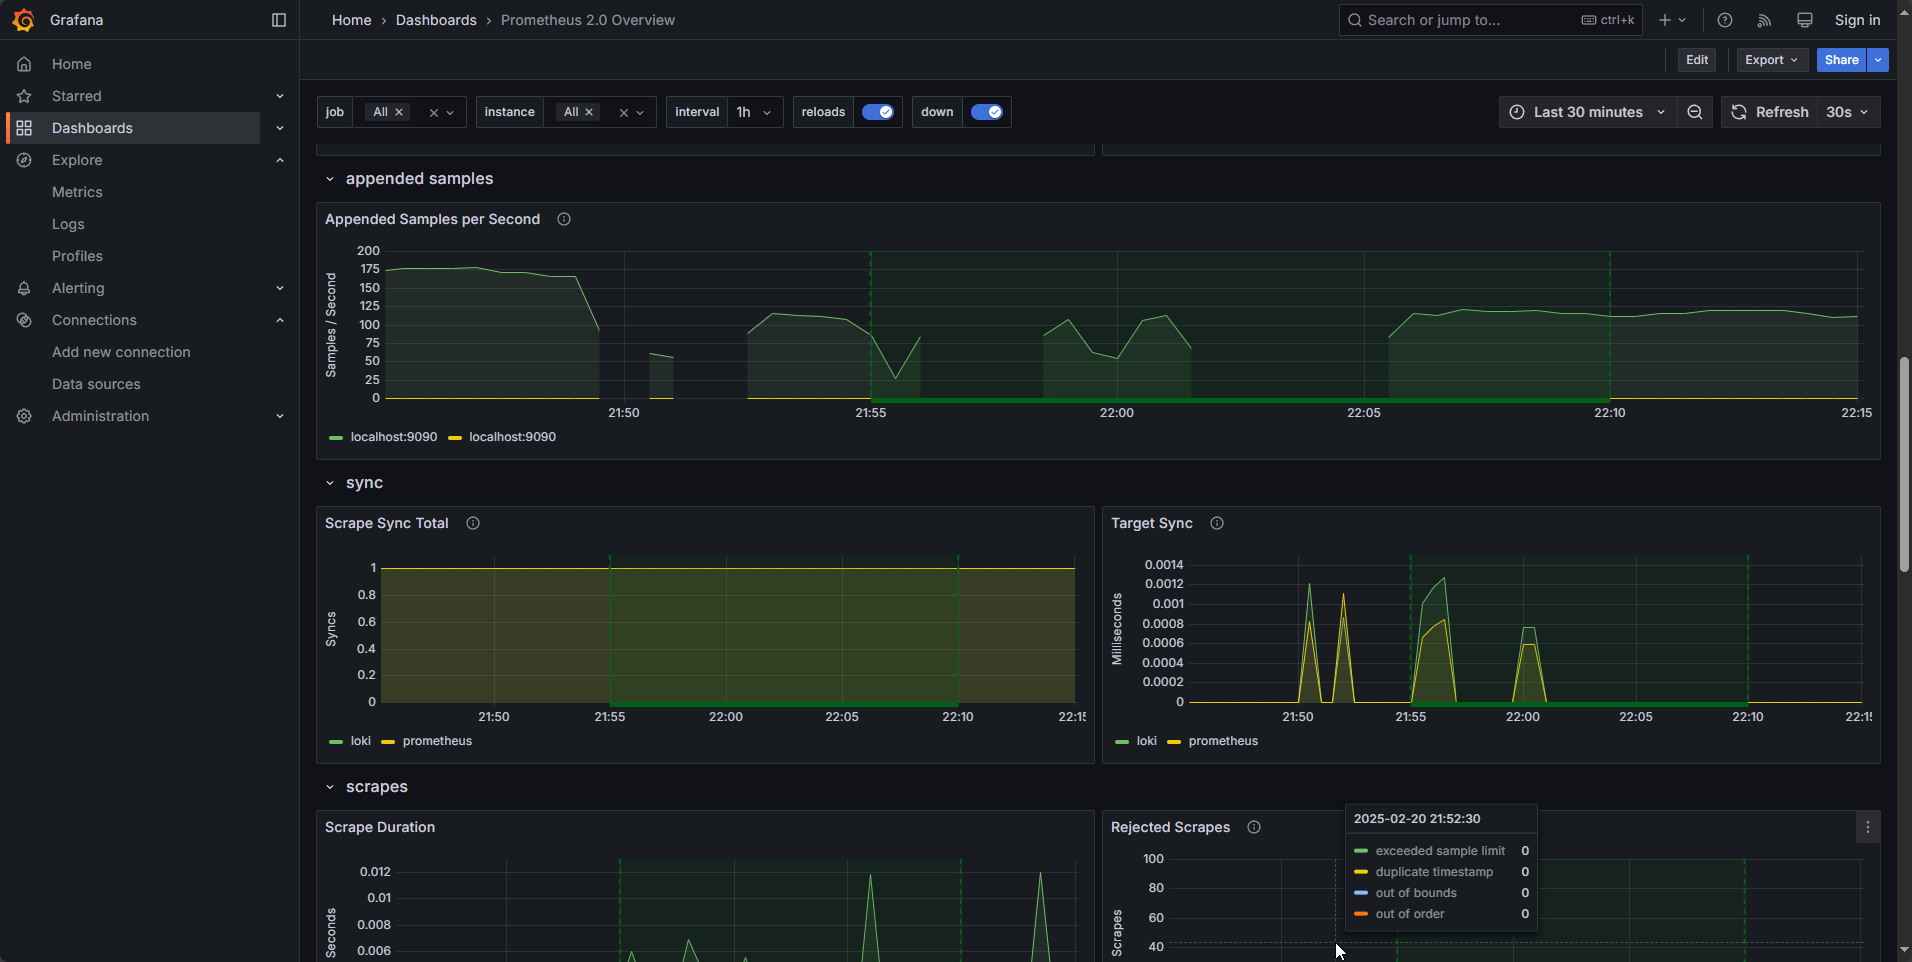 Grafana
Home › Dashboards › Prometheus 2.0 Overview
Search or jump to... ctrl+k
Sign in
Home
Starred
Dashboards
Explore
Metrics
Logs
Profiles
Alerting
Connections
Add new connection
Data sources
Administration
Edit Export Share
job All
instance All
interval 1h
reloads
down
Last 30 minutes
Refresh 30s
appended samples
Appended Samples per Second
Samples / Second
200
175
150
125
100
75
50
25
0
21:50 21:55 22:00 22:05 22:10 22:15
localhost:9090 localhost:9090
sync
Scrape Sync Total
Syncs
1
0.8
0.6
0.4
0.2
0
21:50 21:55 22:00 22:05 22:10 22:15
loki prometheus
Target Sync
Milliseconds
0.0014
0.0012
0.001
0.0008
0.0006
0.0004
0.0002
0
21:50 21:55 22:00 22:05 22:10 22:15
loki prometheus
scrapes
Scrape Duration
Seconds
0.012
0.01
0.008
0.006
Rejected Scrapes
Scrapes
100
80
60
40
2025-02-20 21:52:30
exceeded sample limit 0
duplicate timestamp 0
out of bounds 0
out of order 0